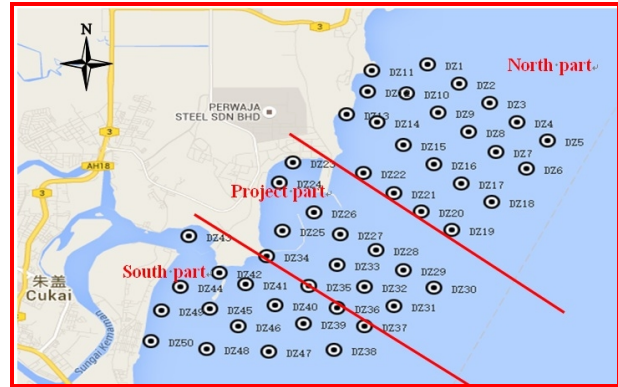 N
3
North part
DZ11
DZ1
DZ2
DZ10
DZ3
PERWAJA
STEEL SDN BHD
DZ13
DZ14
DZ9
DZ4
DZ8
DZ5
3
DZ15
DZ7
AH18
DZ23
DZ16
DZ6
DZ22
DZ24
DZ17
3
Project part
DZ21
DZ18
DZ26
DZ20
DZ25
DZ27
DZ19
DZ43
DZ34
DZ28
South part
DZ33
DZ29
DZ42
朱盖
Cukai
DZ44
DZ41
DZ35
DZ32
DZ30
DZ49
DZ45
DZ40
DZ36
DZ31
DZ46
DZ39
DZ37
DZ50
DZ48
DZ47
DZ38
Sungai Kem